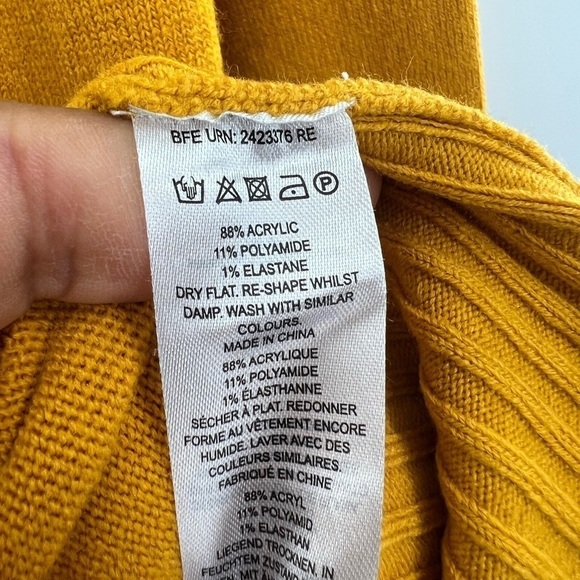 BFE URN: 2423376 RE
P
88% ACRYLIC
11% POLYAMIDE
1% ELASTANE
DRY FLAT. RE-SHAPE WHILST
DAMP. WASH WITH SIMILAR
COLOURS.
MADE IN CHINA
88% ACRYLIQUE
11% POLYAMIDE
1% ÉLASTHANNE
SÉCHER À PLAT. REDONNER
FORME AU VÊTEMENT ENCORE
HUMIDE. LAVER AVEC DES
COULEURS SIMILAIRES.
FABRIQUÉ EN CHINE
88% ACRYL
11% POLYAMID
1% ELASTHAN
LIEGEND TROCKNEN. IN
FEUCHTEM ZUSTAND